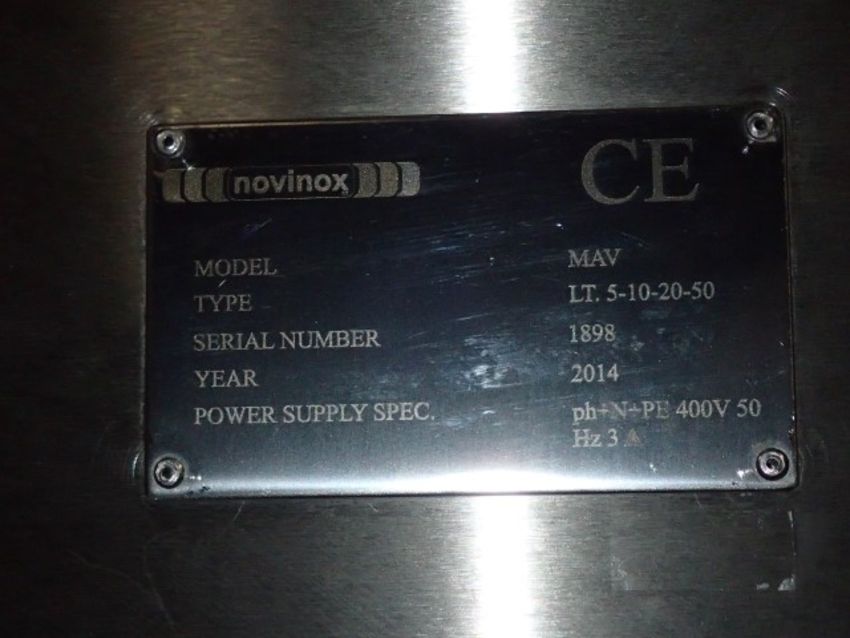 novinox
CE
MODEL MAV
TYPE LT. 5-10-20-50
SERIAL NUMBER 1898
YEAR 2014
POWER SUPPLY SPEC. ph+N+PE 400V 50
Hz 3 A